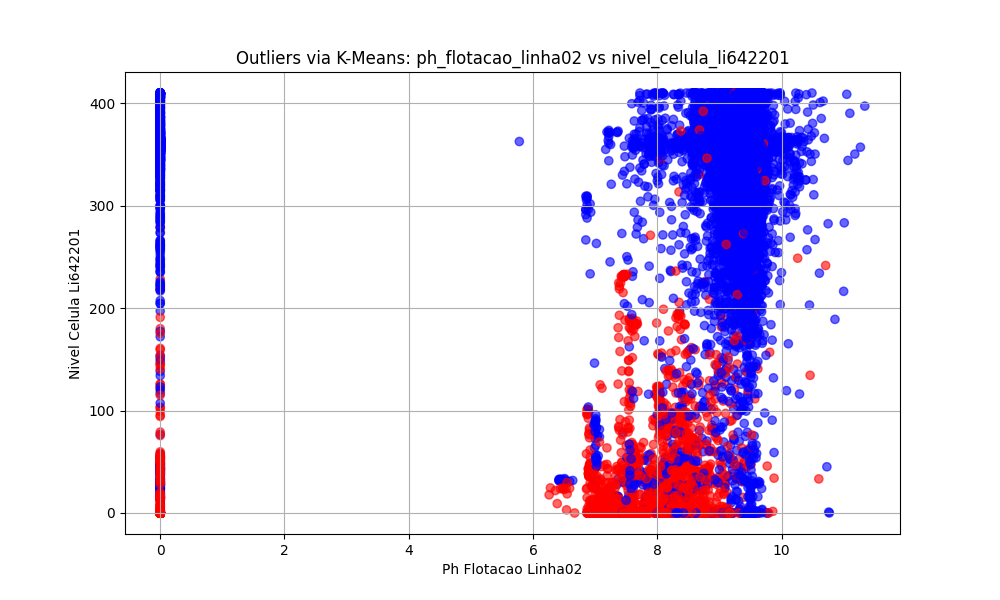 Outliers via K-Means: ph_flotacao_linha02 vs nivel_celula_li642201
Nivel Celula Li642201
400
300
200
100
0
0 2 4 6 8 10
Ph Flotacao Linha02